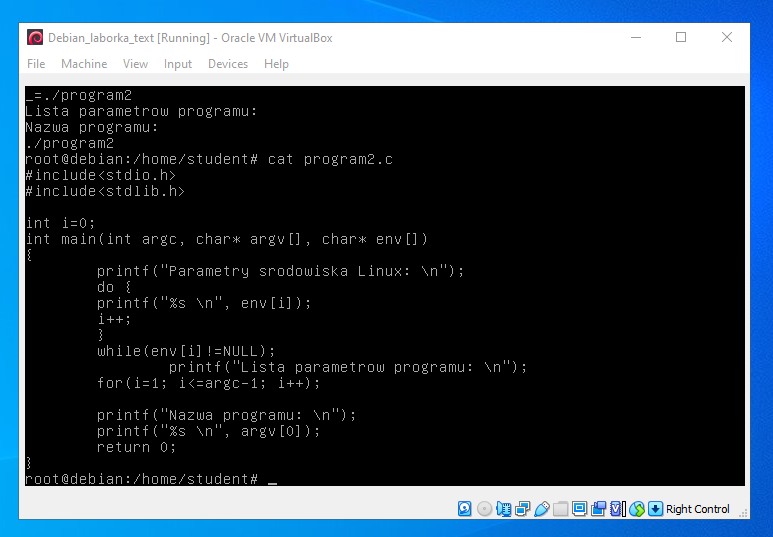 Debian_laborka_text [Running] - Oracle VM VirtualBox
File Machine View Input Devices Help
_=./program2
Lista parametrow programu:
Nazwa programu:
./program2
root@debian:/home/student# cat program2.c
#include<stdio.h>
#include<stdlib.h>
int i=0;
int main(int argc, char* argv[], char* env[])
{
        printf("Parametry srodowiska Linux: \n");
        do {
        printf("%s \n", env[i]);
        i++;
        }
        while(env[i]!=NULL);
                printf("Lista parametrow programu: \n");
        for(i=1; i<=argc-1; i++);
        printf("Nazwa programu: \n");
        printf("%s \n", argv[0]);
        return 0;
}
root@debian:/home/student# _
Right Control